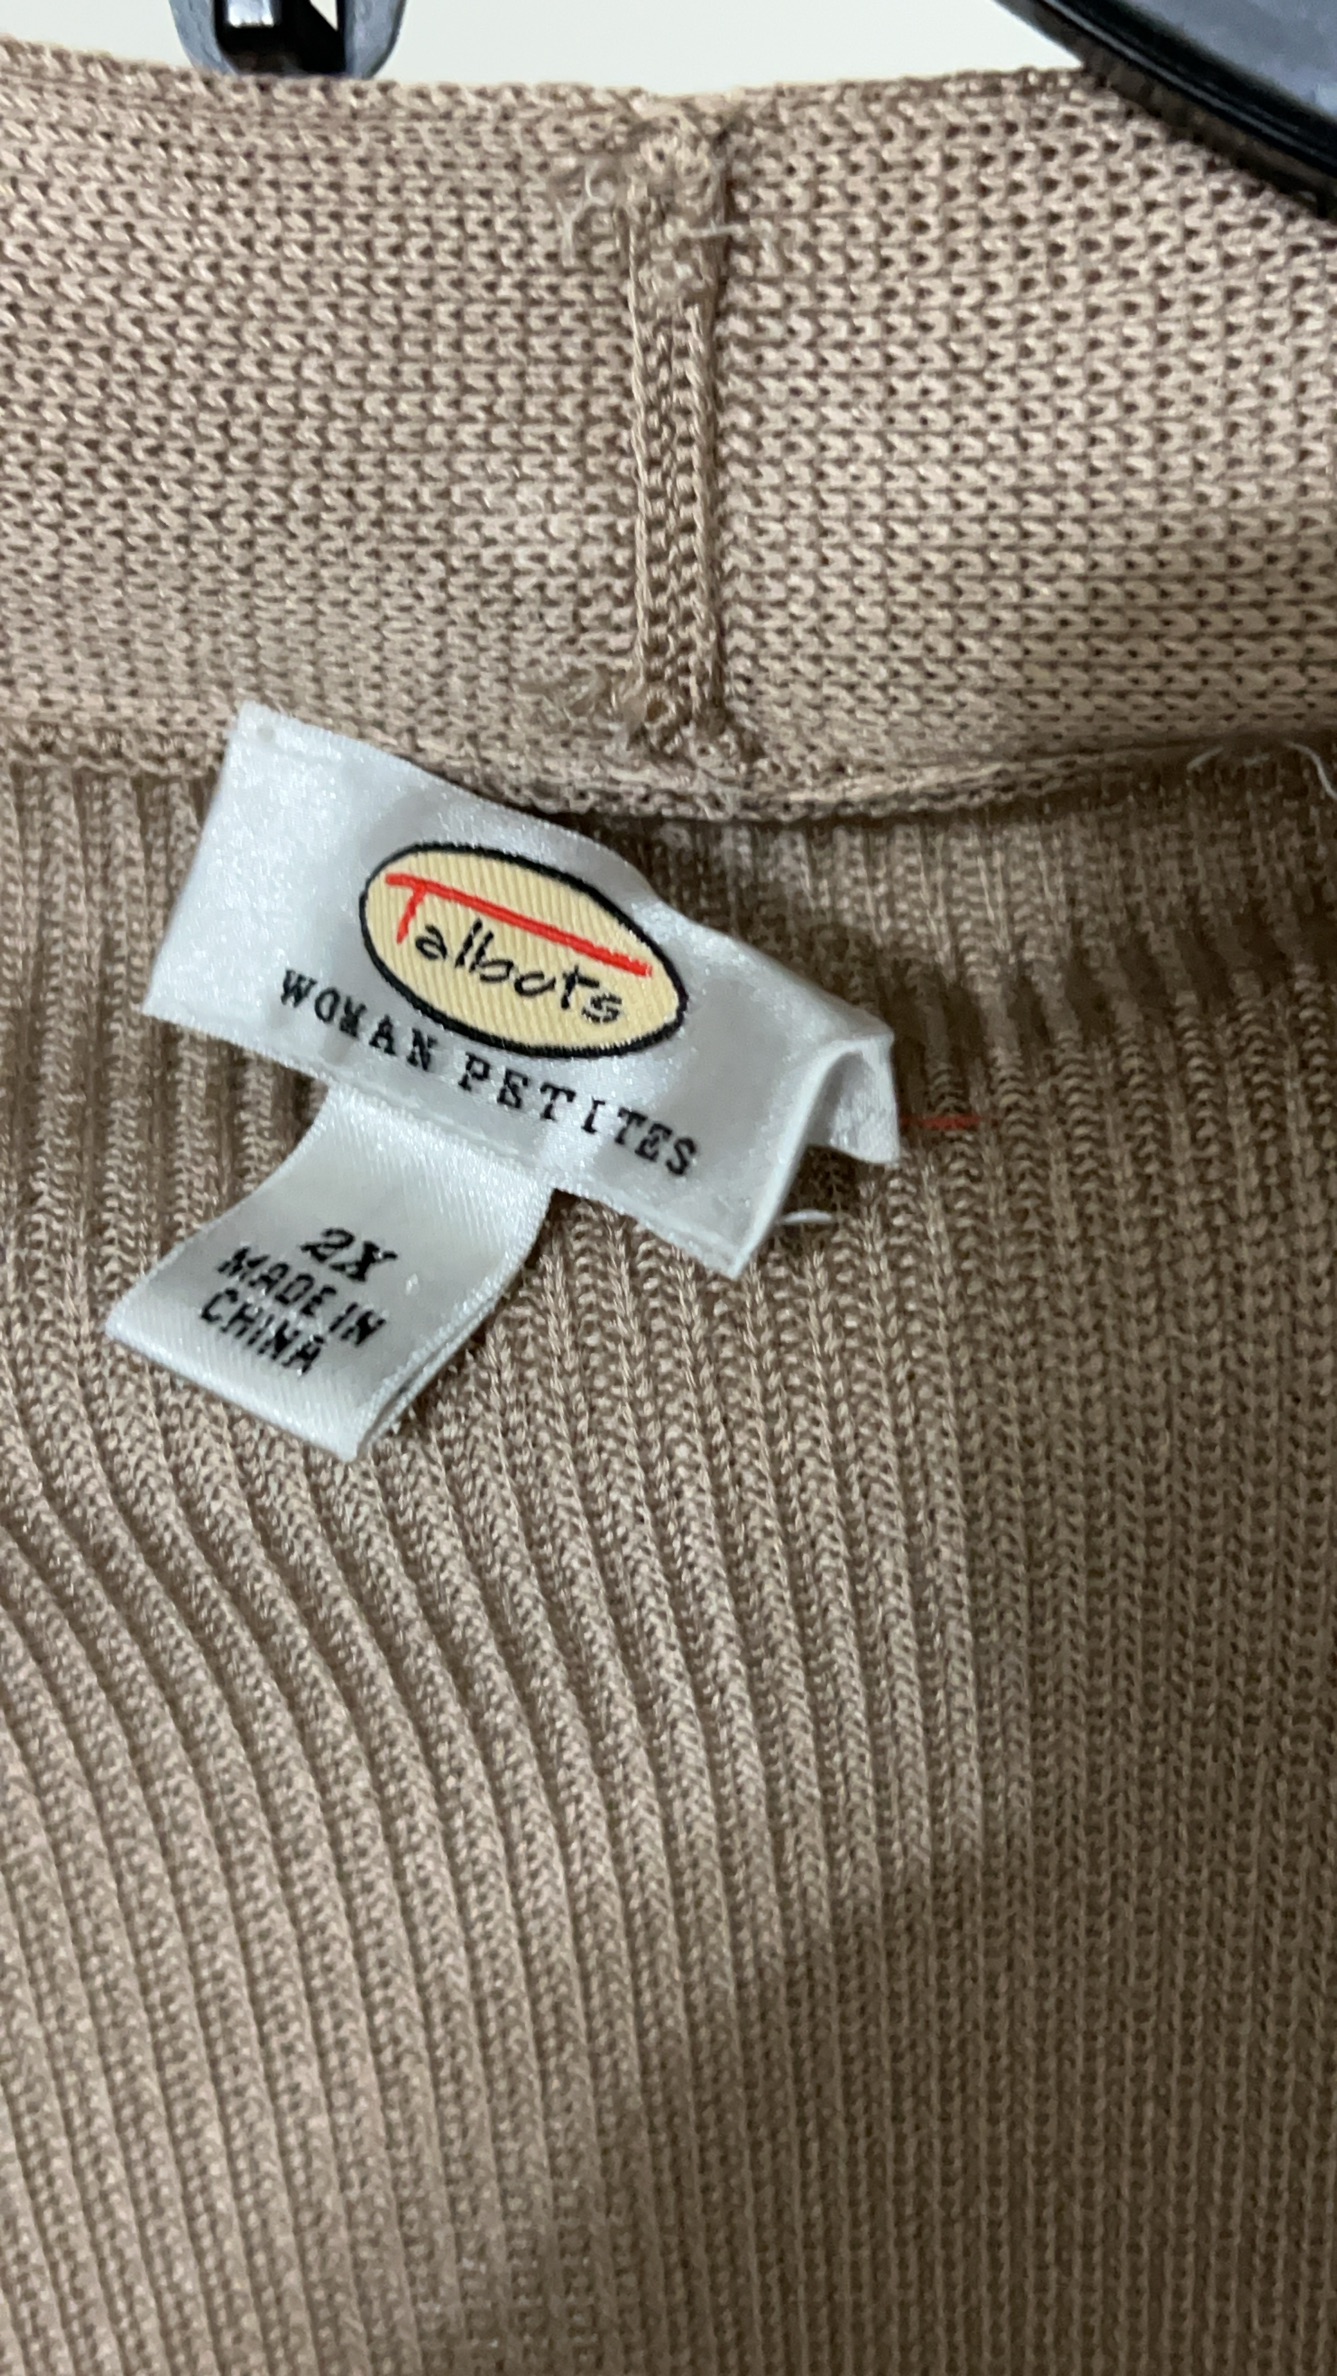 Talbots
WOMAN PETITES
2X
MADE IN
CHINA